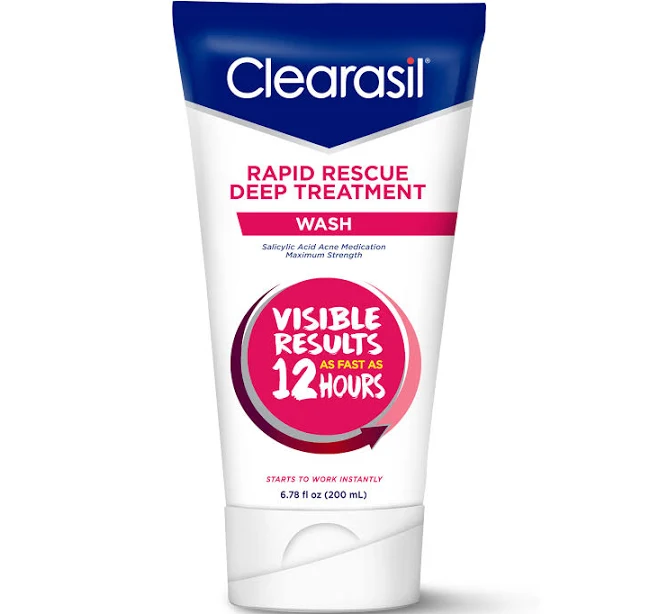 Clearasil®
RAPID RESCUE
DEEP TREATMENT
WASH
Salicylic Acid Acne Medication
Maximum Strength
VISIBLE
RESULTS
AS FAST AS
12 HOURS
STARTS TO WORK INSTANTLY
6.78 fl oz (200 mL)